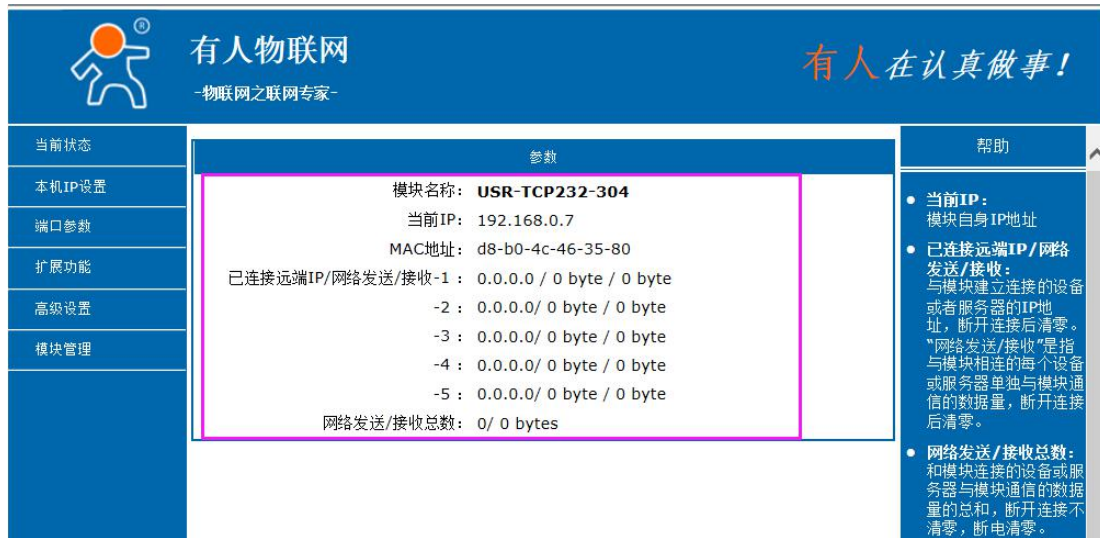 ®
有人物联网
-物联网之联网专家-
有人在认真做事!
当前状态
本机IP设置
端口参数
扩展功能
高级设置
模块管理
参数
模块名称: USR-TCP232-304
当前IP: 192.168.0.7
MAC地址: d8-b0-4c-46-35-80
已连接远端IP/网络发送/接收-1 : 0.0.0.0 / 0 byte / 0 byte
-2 : 0.0.0.0/ 0 byte / 0 byte
-3 : 0.0.0.0/ 0 byte / 0 byte
-4 : 0.0.0.0/ 0 byte / 0 byte
-5 : 0.0.0.0/ 0 byte / 0 byte
网络发送/接收总数: 0/ 0 bytes
帮助
当前IP:
模块自身IP地址
已连接远端IP/网络
发送/接收:
与模块建立连接的设备
或者服务器的IP地
址，断开连接后清零。
“网络发送/接收”是指
与模块相连的每个设备
或服务器单独与模块通
信的数据量，断开连接
后清零。
网络发送/接收总数:
和模块连接的设备或服
务器与模块通信的数据
量的总和，断开连接不
清零，断电清零。